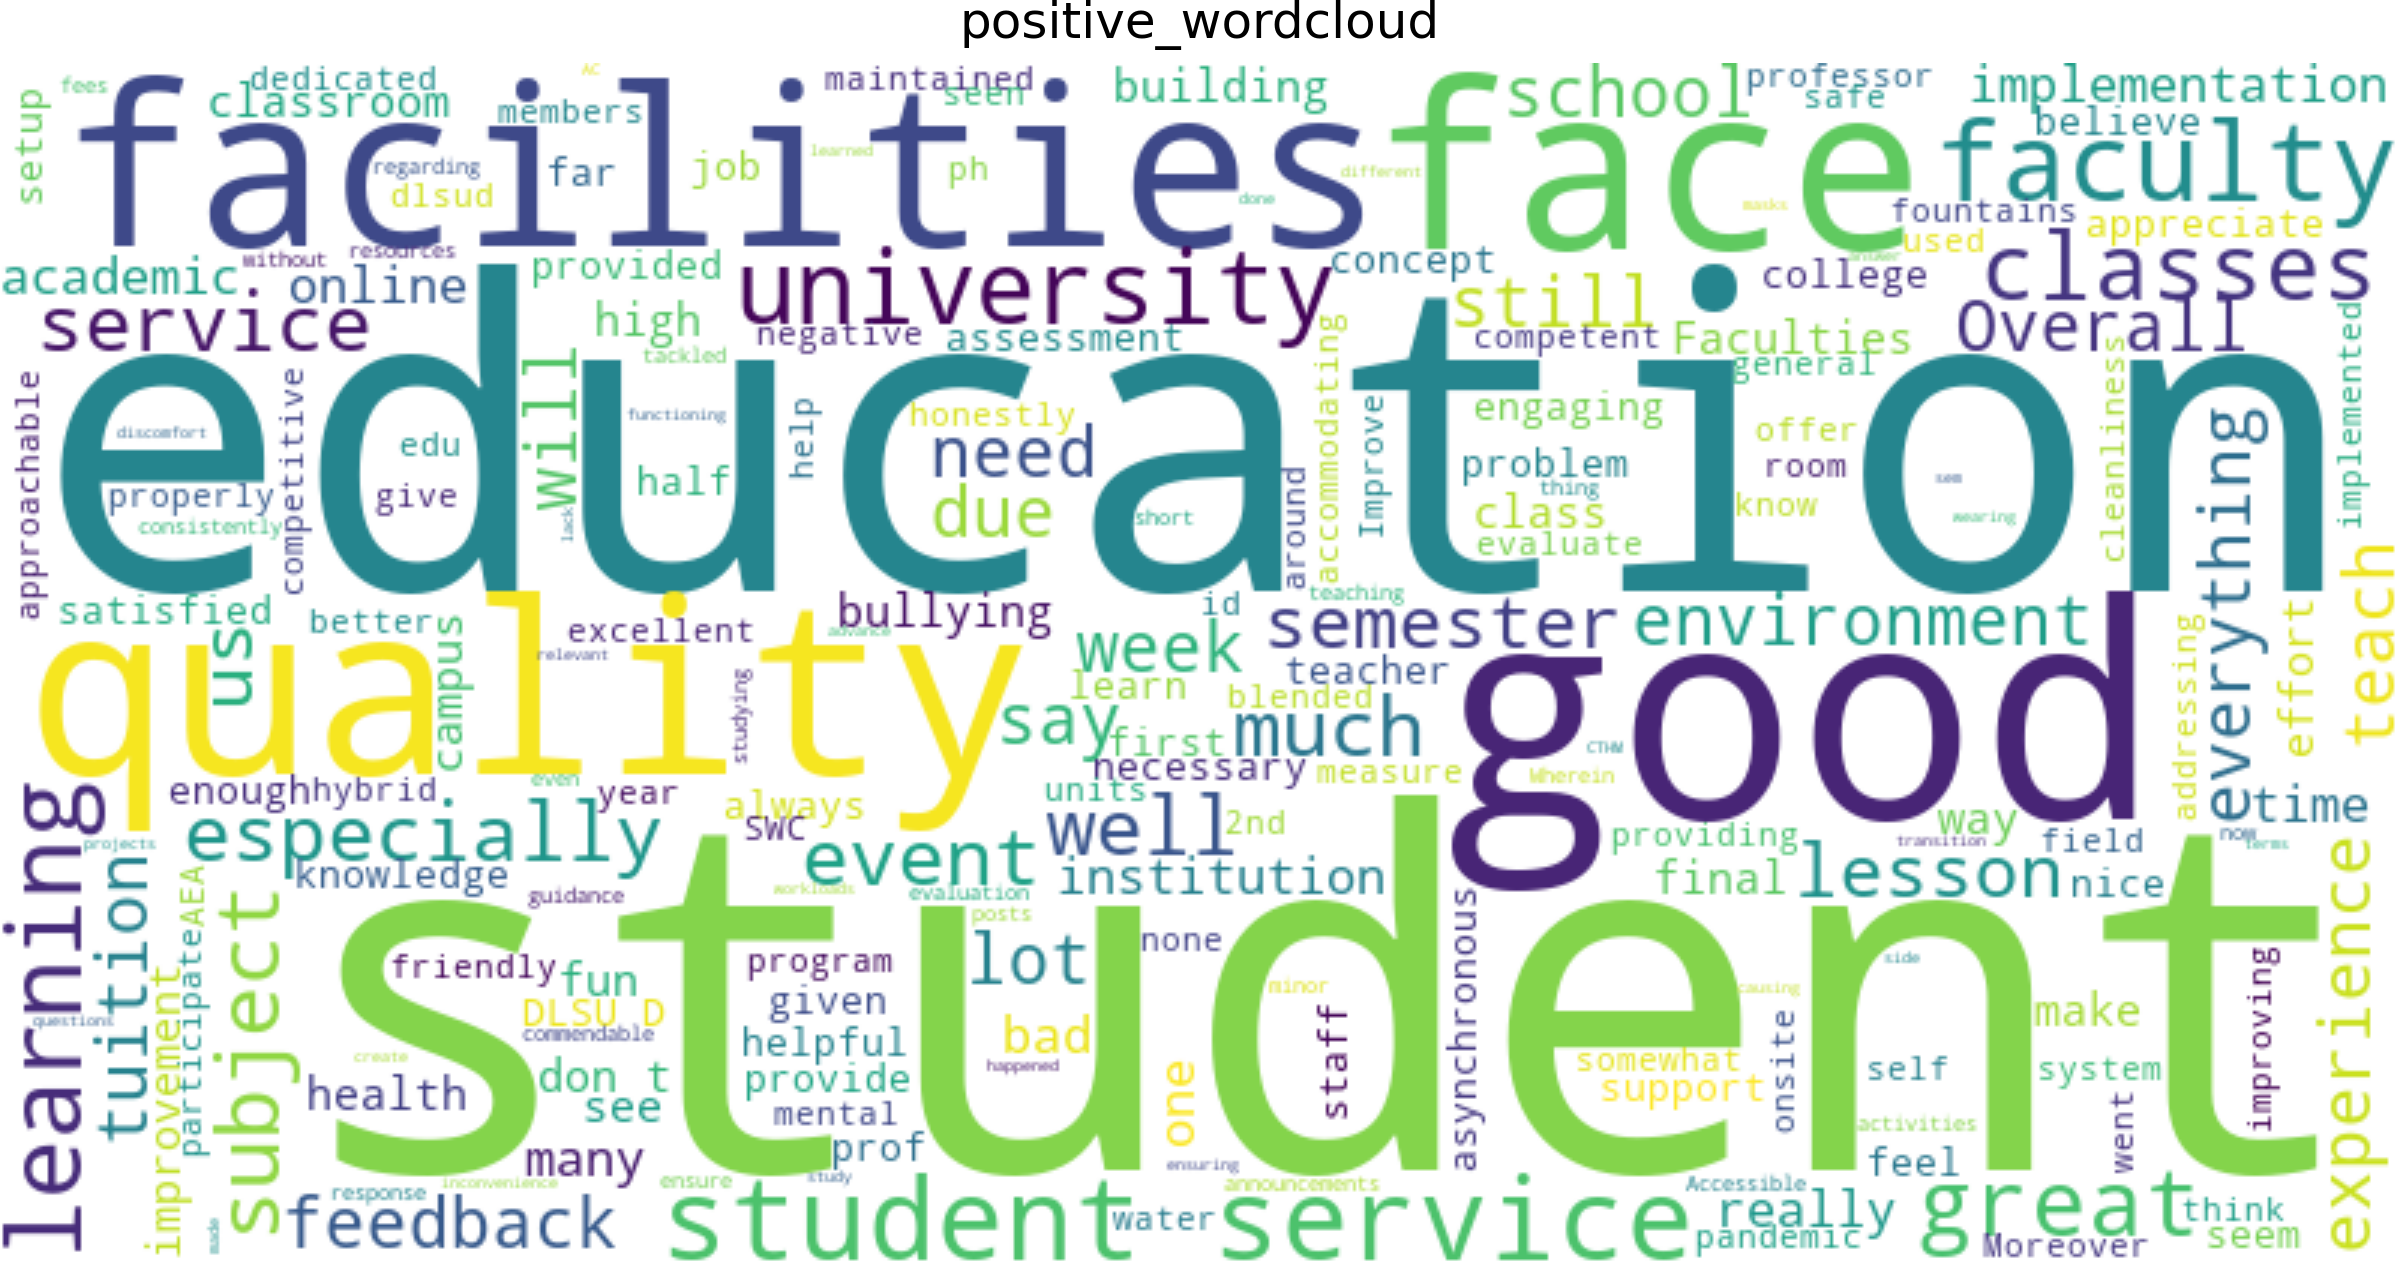 positive_wordcloud
fees
dedicated
AC
maintained
seen
building
school
professor
safe
implementation
setup
classroom
members
facilities
face
believe
faculty
regarding
far
job
learned
ph
different
dlsud
done
masks
fountains
appreciate
used
answer
classes
without
resources
academic
online
provided
university
concept
still
college
service
high
negative
assessment
competent
Faculties
Overall
tackled
general
education
approachable
competitive
will
functioning
help
honestly
need
accommodating
Improve
engaging
offer
cleanliness
everything
implemented
discomfort
edu
half
problem
room
sem
properly
give
due
around
thing
know
consistently
lack
short
class
wearing
evaluate
teach
satisfied
better
us
campus
excellent
bullying
advance
id
teaching
semester
environment
effort
addressing
quality
relevant
studying
week
teacher
good
learn
blended
say
first
much
CTHM
necessary
measure
Wherein
enough
hybrid
even
year
always
units
time
learning
especially
SWC
well
2nd
providing
way
field
now
terms
projects
event
transition
tuition
knowledge
institution
final
lesson
nice
AEA
guidance
workloads
evaluation
experience
subject
student
posts
participate
improvement
friendly
fun
program
lot
none
asynchronous
side
improving
questions
DLSU D
given
minor
causing
make
commendable
helpful
bad
staff
onsite
create
don t
happened
somewhat
self
system
health
see
provide
one
support
mental
went
activities
many
prof
ensuring
feel
made
response
inconvenience
ensure
study
announcements
Accessible
feedback
student service
water
really
great
think
pandemic
Moreover
seem